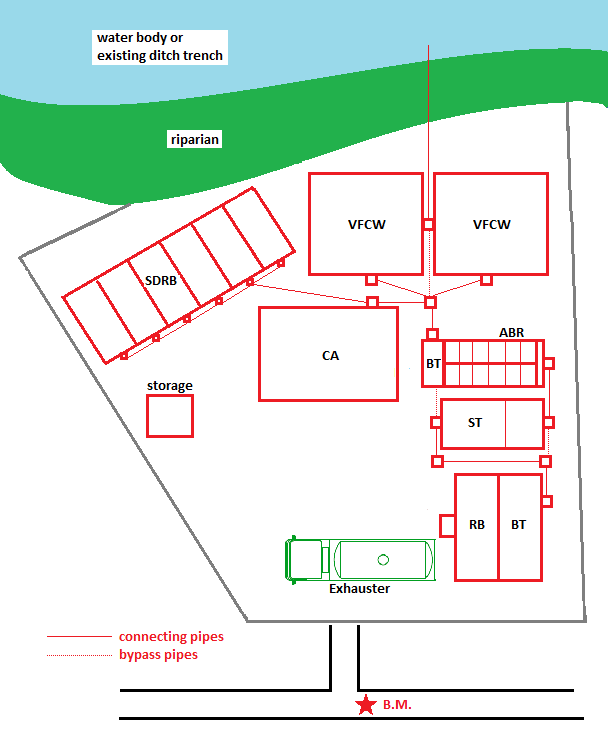 water body or
existing ditch trench
riparian
VFCW
VFCW
SDRB
ABR
CA
BT
storage
ST
RB
BT
Exhauster
connecting pipes
bypass pipes
B.M.